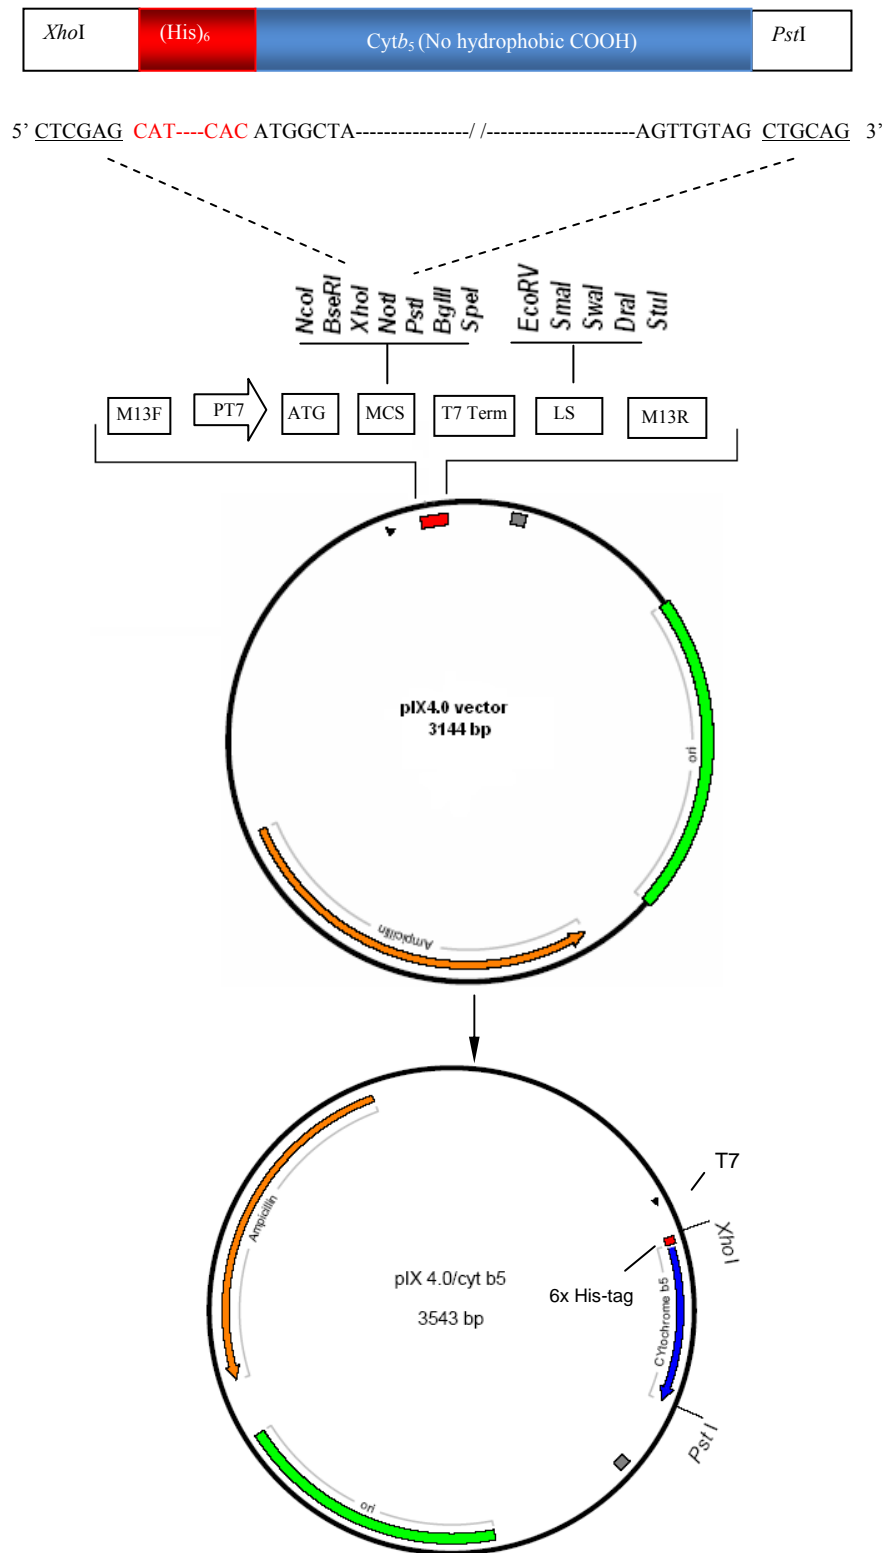 XhoI (His)6 Cytb5 (No hydrophobic COOH) PstI
5’ CTCGAG CAT----CAC ATGGCTA----------------/ /---------------------AGTTGTAG CTGCAG 3’
NcoI
BseRI
XhoI
NotI
PstI
BglII
SpeI
EcoRV
SmaI
SwaI
DraI
StuI
M13F PT7 ATG MCS T7 Term LS M13R
pIX4.0 vector
3144 bp
ori
Ampicillin
T7
XhoI
Ampicillin
6x His-tag
CYtochrome b5
pIX 4.0/cyt b5
3543 bp
Pst I
ori